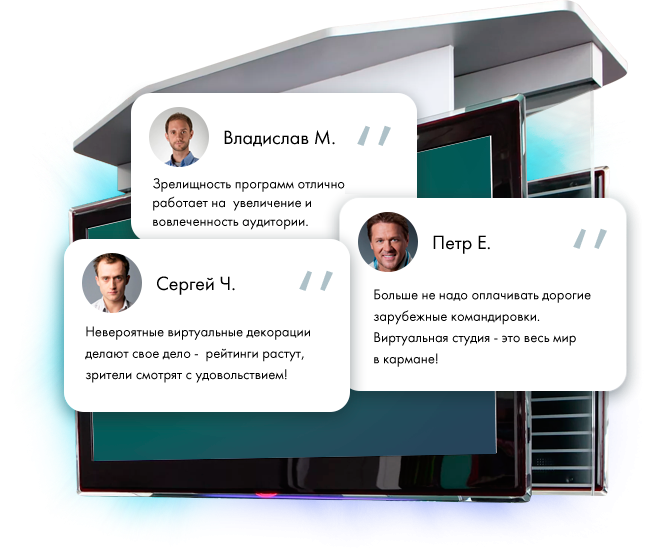 Владислав М.
Зрелищность программ отлично
работает на увеличение и
вовлеченность аудитории.
Петр Е.
Больше не надо оплачивать дорогие
зарубежные командировки.
Виртуальная студия - это весь мир
в кармане!
Сергей Ч.
Невероятные виртуальные декорации
делают свое дело - рейтинги растут,
зрители смотрят с удовольствием!